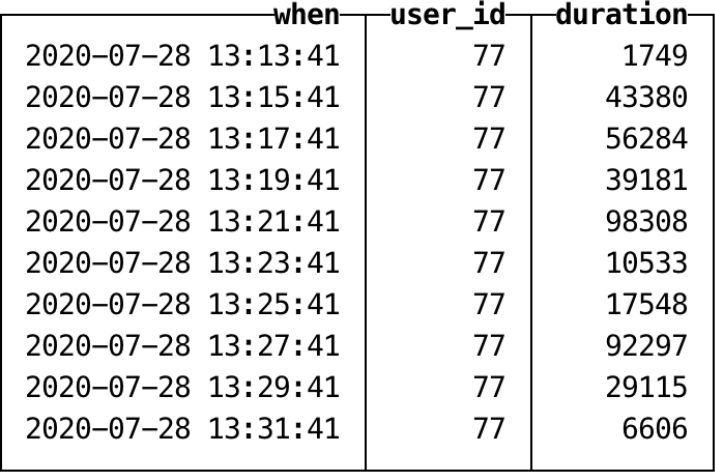 when user_id duration
2020-07-28 13:13:41 77 1749
2020-07-28 13:15:41 77 43380
2020-07-28 13:17:41 77 56284
2020-07-28 13:19:41 77 39181
2020-07-28 13:21:41 77 98308
2020-07-28 13:23:41 77 10533
2020-07-28 13:25:41 77 17548
2020-07-28 13:27:41 77 92297
2020-07-28 13:29:41 77 29115
2020-07-28 13:31:41 77 6606